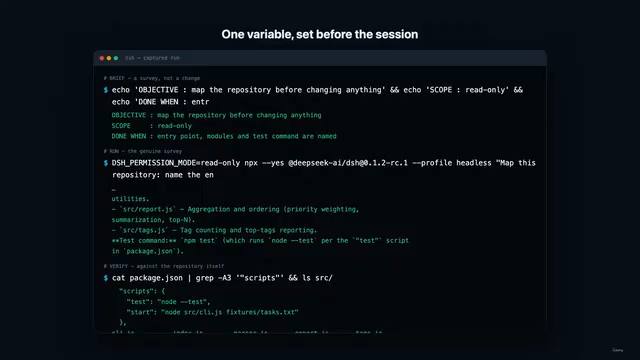 One variable, set before the session
dsh — captured run
# BRIEF — a survey, not a change
$ echo 'OBJECTIVE : map the repository before changing anything' && echo 'SCOPE : read-only' &&
echo 'DONE WHEN : entr
OBJECTIVE : map the repository before changing anything
SCOPE : read-only
DONE WHEN : entry point, modules and test command are named
# RUN — the genuine survey
$ DSH_PERMISSION_MODE=read-only npx --yes @deepseek-ai/dsh@0.1.2-rc.1 --profile headless "Map this
repository: name the en
…
utilities.
- `src/report.js` — Aggregation and ordering (priority weighting,
summarization, top-N).
- `src/tags.js` — Tag counting and top-tags reporting.
**Test command:** `npm test` (which runs `node --test` per the `"test"` script
in `package.json`).
# VERIFY — against the repository itself
$ cat package.json | grep -A3 '"scripts"' && ls src/
"scripts": {
"test": "node --test",
"start": "node src/cli.js fixtures/tasks.txt"
},